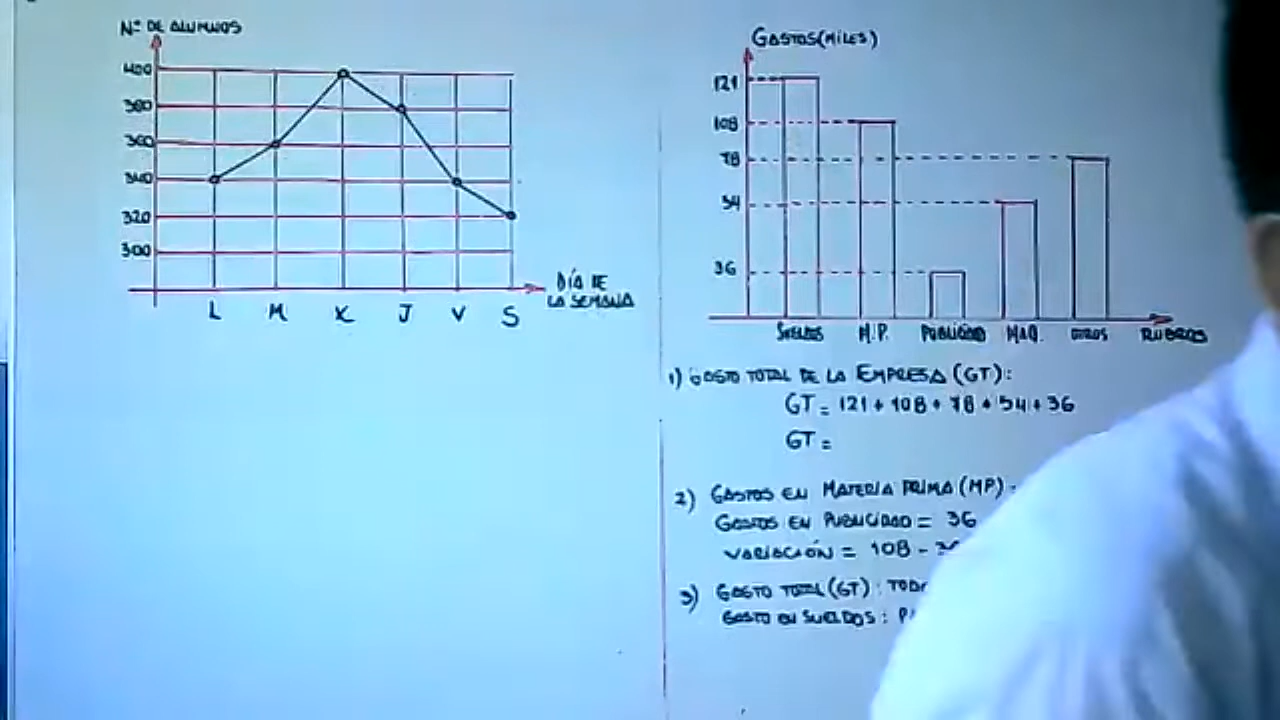 Nº DE ALUMNOS
400
380
360
340
320
300
L M X J V S
DÍA DE
LA SEMANA
GASTOS(MILES)
121
108
78
54
36
SUELDOS M.P. PUBLICIDAD MAQ. OTROS RUBROS
1) GASTO TOTAL DE LA EMPRESA (GT):
GT = 121 + 108 + 78 + 54 + 36
GT =
2) GASTOS EN MATERIA PRIMA (MP)
GASTOS EN PUBLICIDAD = 36
VARIACIÓN = 108 -
3) GASTO TOTAL (GT) :
GASTO EN SUELDOS :